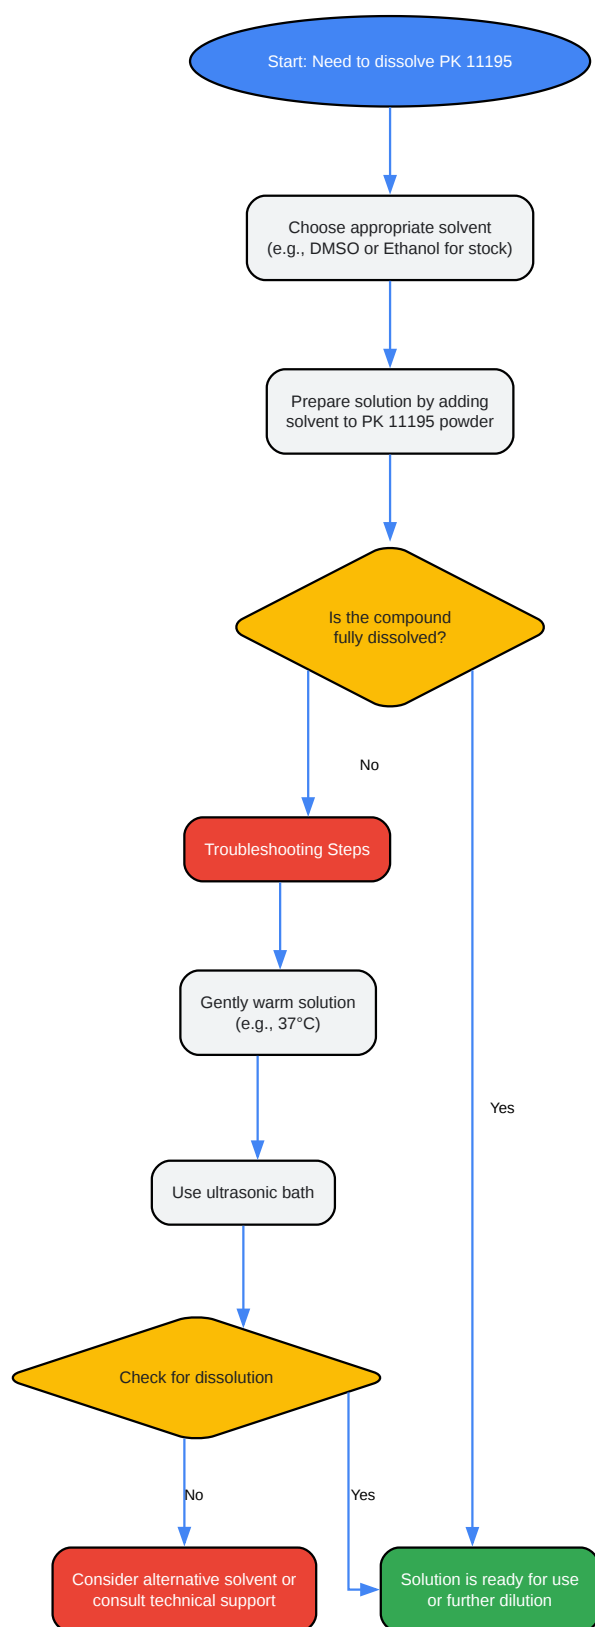 Start: Need to dissolve PK 11195
Choose appropriate solvent
(e.g., DMSO or Ethanol for stock)
Prepare solution by adding
solvent to PK 11195 powder
Is the compound
fully dissolved?
No
Troubleshooting Steps
Gently warm solution
(e.g., 37°C)
Yes
Use ultrasonic bath
Check for dissolution
No
Yes
Consider alternative solvent or
consult technical support
Solution is ready for use
or further dilution